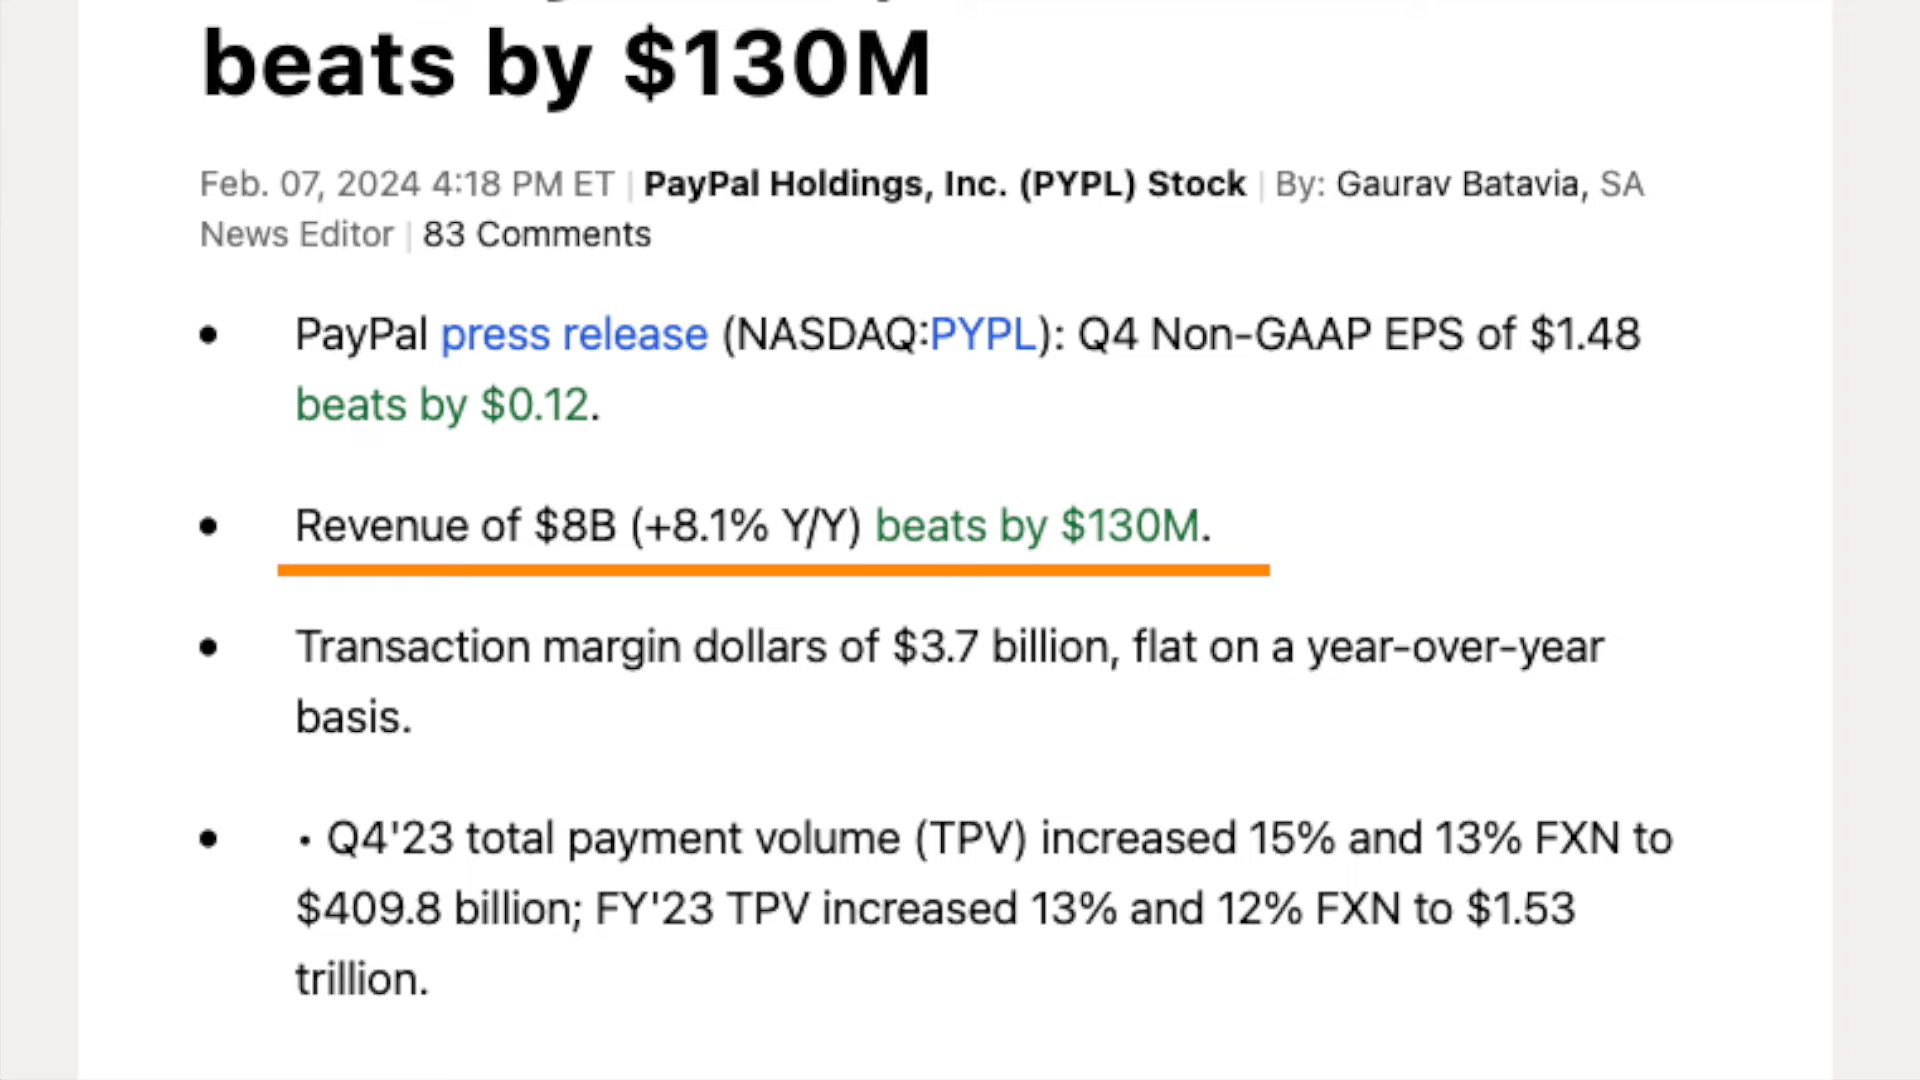 beats by $130M
Feb. 07, 2024 4:18 PM ET | PayPal Holdings, Inc. (PYPL) Stock | By: Gaurav Batavia, SA
News Editor | 83 Comments
• PayPal press release (NASDAQ:PYPL): Q4 Non-GAAP EPS of $1.48
beats by $0.12.
• Revenue of $8B (+8.1% Y/Y) beats by $130M.
• Transaction margin dollars of $3.7 billion, flat on a year-over-year
basis.
• • Q4'23 total payment volume (TPV) increased 15% and 13% FXN to
$409.8 billion; FY'23 TPV increased 13% and 12% FXN to $1.53
trillion.